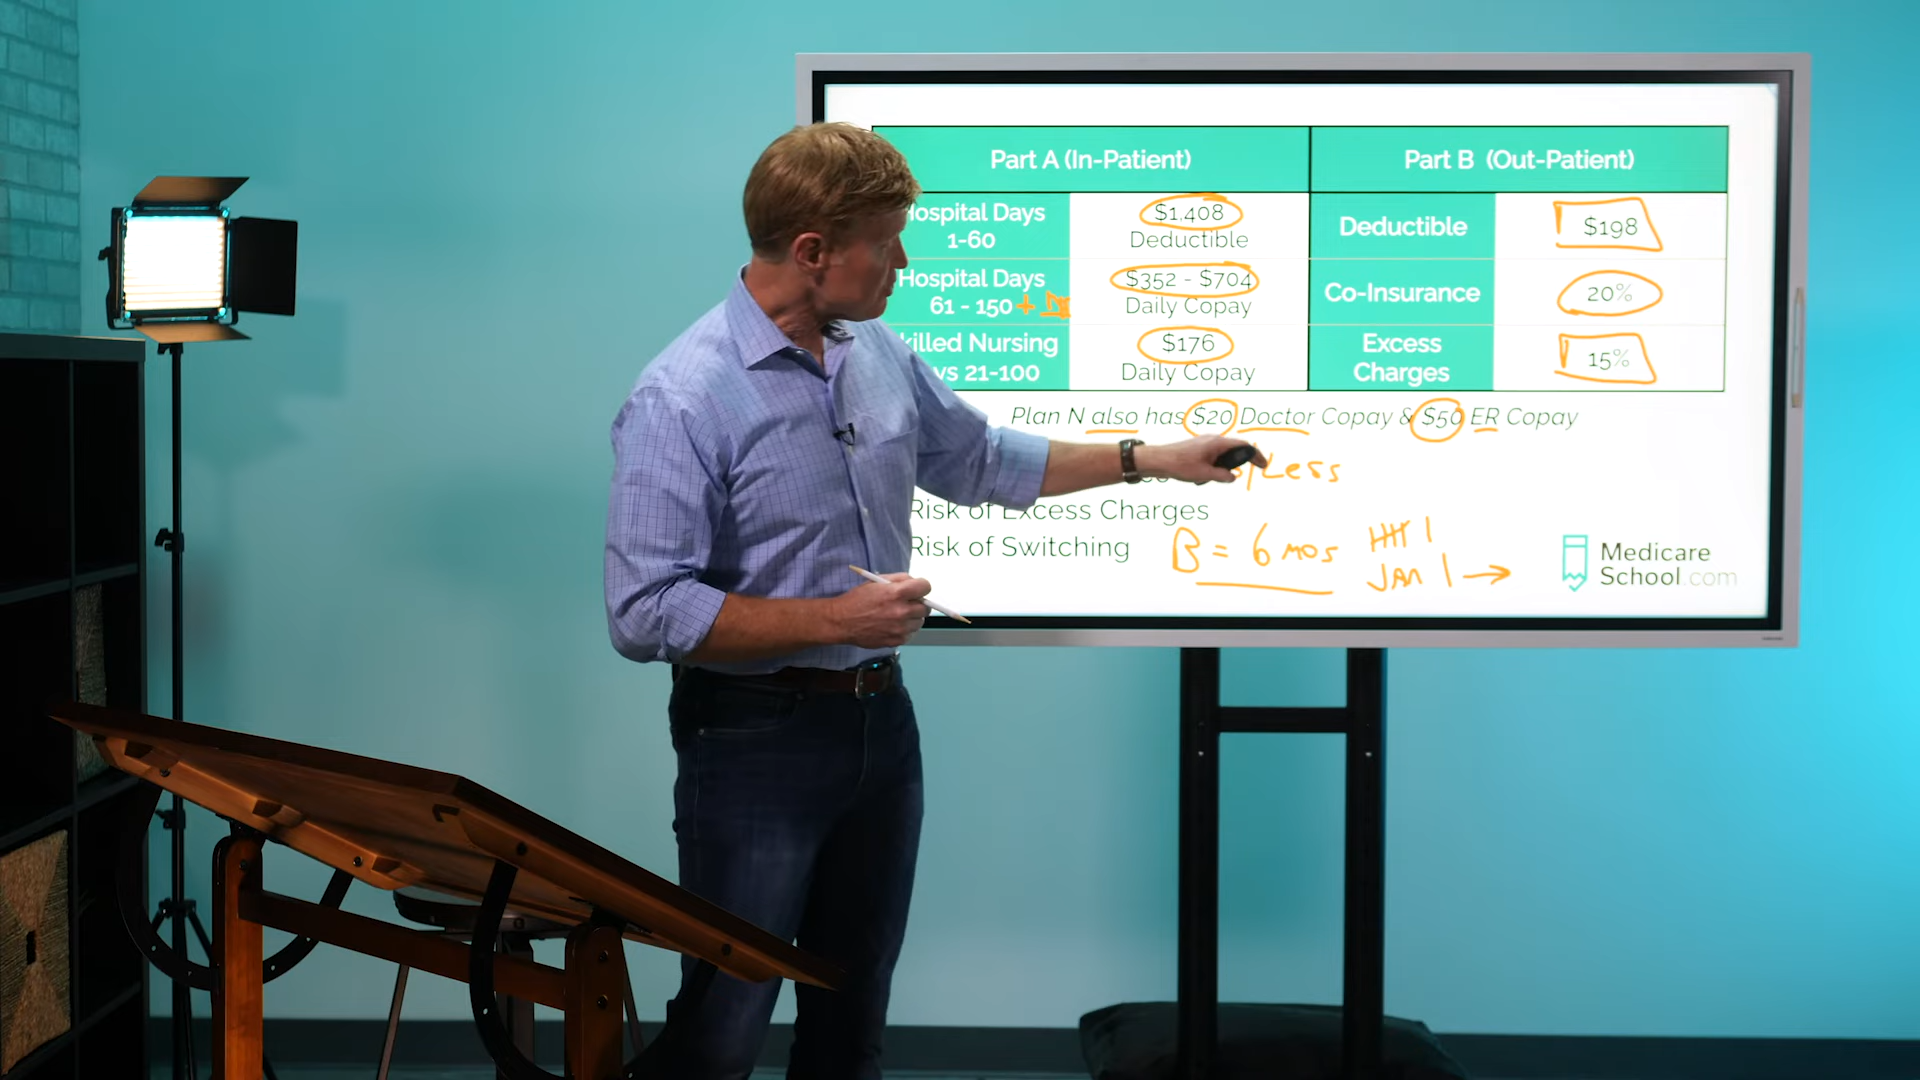 Part A (In-Patient)
Part B (Out-Patient)
ospital Days
1-60
$1,408
Deductible
Deductible
$198
Hospital Days
61 - 150 +
$352 - $704
Daily Copay
Co-Insurance
20%
killed Nursing
ys 21-100
$176
Daily Copay
Excess
Charges
15%
Plan N also has $20 Doctor Copay & $50 ER Copay
Less
Risk of Excess Charges
Risk of Switching
B = 6 mos
JAN 1 →
Medicare
School.com